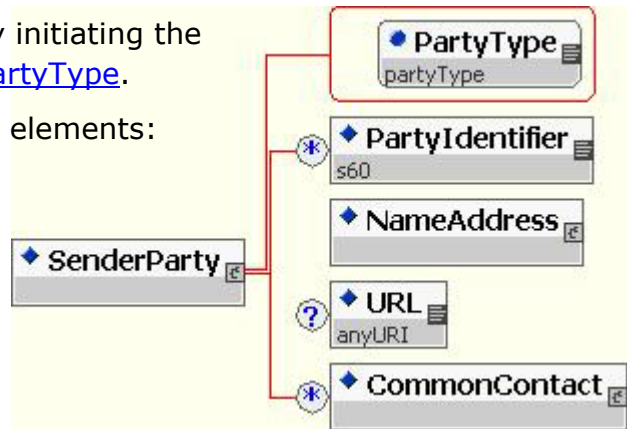 y initiating the
artyType.
elements:
PartyType
partyType
* PartyIdentifier
s60
NameAddress
SenderParty
? URL
anyURI
* CommonContact